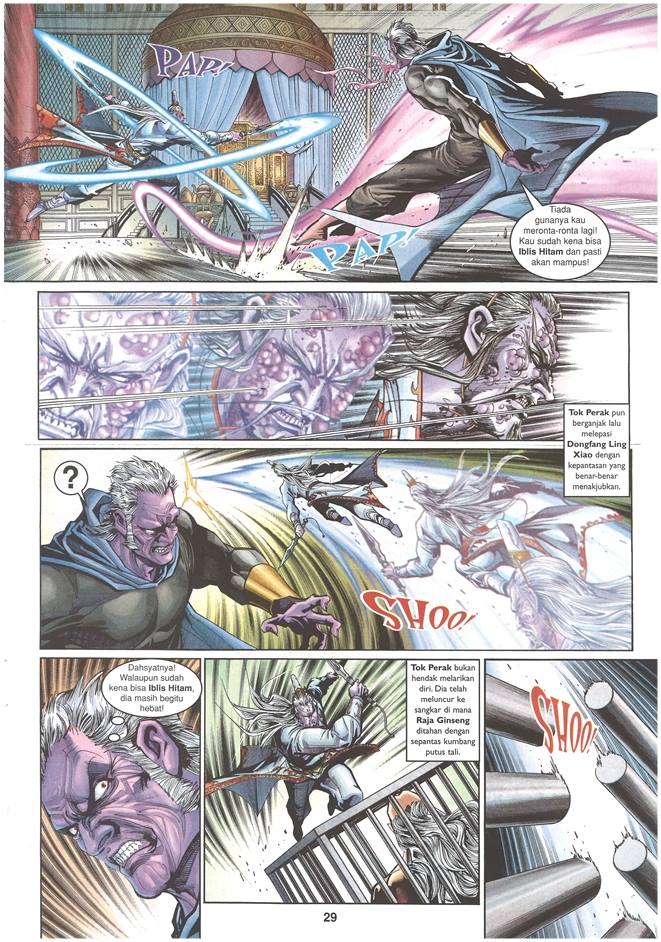 PAP!
PAP!
Tiada
gunanya kau
meronta-ronta lagi!
Kau sudah kena bisa
Iblis Hitam dan pasti
akan mampus!
Tok Perak pun
berganjak lalu
melepasi
Dongfang Ling
Xiao dengan
kepantasan yang
benar-benar
menakjubkan.
?
SHOO!
Dahsyatnya!
Walaupun sudah
kena bisa Iblis Hitam,
dia masih begitu
hebat!
Tok Perak bukan
hendak melarikan
diri. Dia telah
meluncur ke
sangkar di mana
Raja Ginseng
ditahan dengan
sepantas kumbang
putus tali.
SHOO!
29